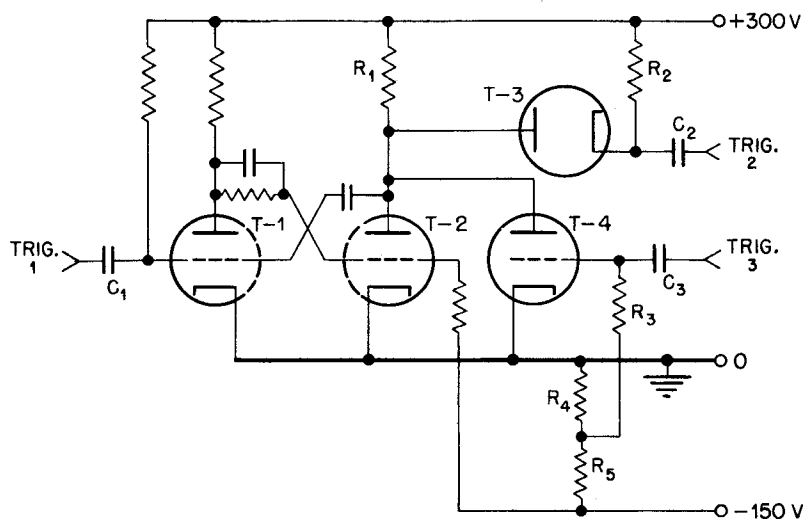 +300 V
R1
R2
T-3
C2
TRIG.
2
T-1
T-2
T-4
TRIG.
1
C1
TRIG.
3
C3
R3
0
R4
R5
-150 V